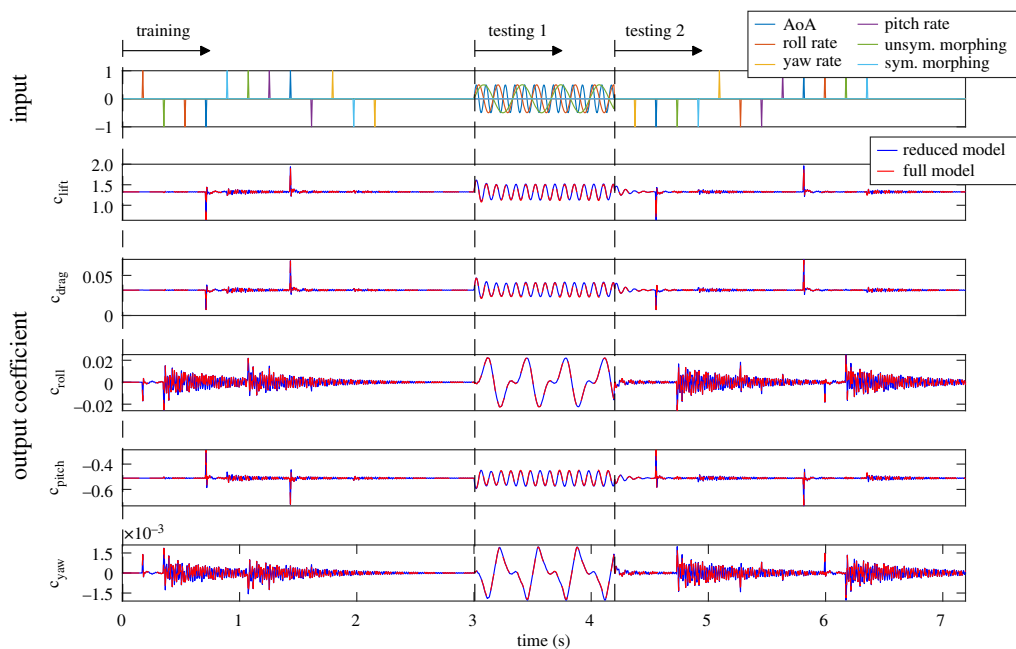 training
testing 1
testing 2
AoA
roll rate
yaw rate
pitch rate
unsym. morphing
sym. morphing
input
1
0
−1
reduced model
full model
c_lift
2.0
1.5
1.0
c_drag
0.05
0
output coefficient
c_roll
0.02
0
−0.02
c_pitch
−0.4
−0.6
×10⁻³
c_yaw
1.5
0
−1.5
0 1 2 3 4 5 6 7
time (s)